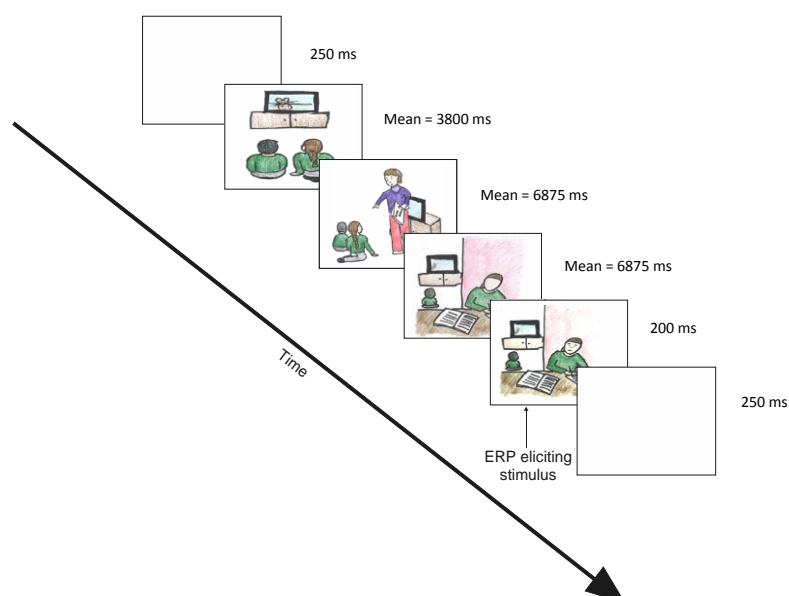 250 ms
Mean = 3800 ms
Mean = 6875 ms
Mean = 6875 ms
200 ms
Time
250 ms
ERP eliciting
stimulus